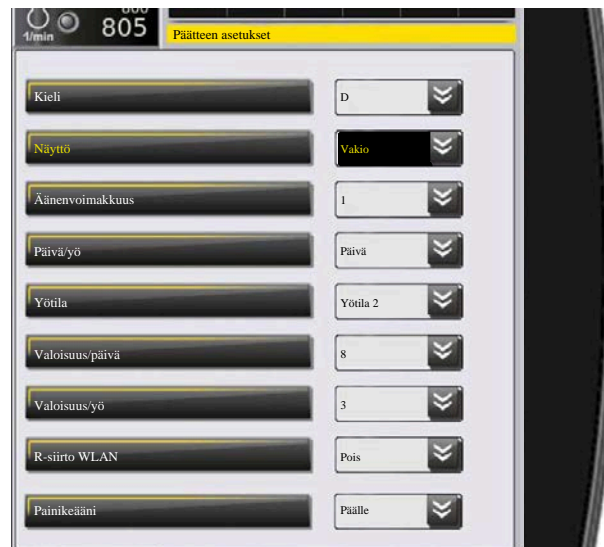 800
1/min 805
Päätteen asetukset
Kieli D
Näyttö Vakio
Äänenvoimakkuus 1
Päivä/yö Päivä
Yötila Yötila 2
Valoisuus/päivä 8
Valoisuus/yö 3
R-siirto WLAN Pois
Painikeääni Päälle